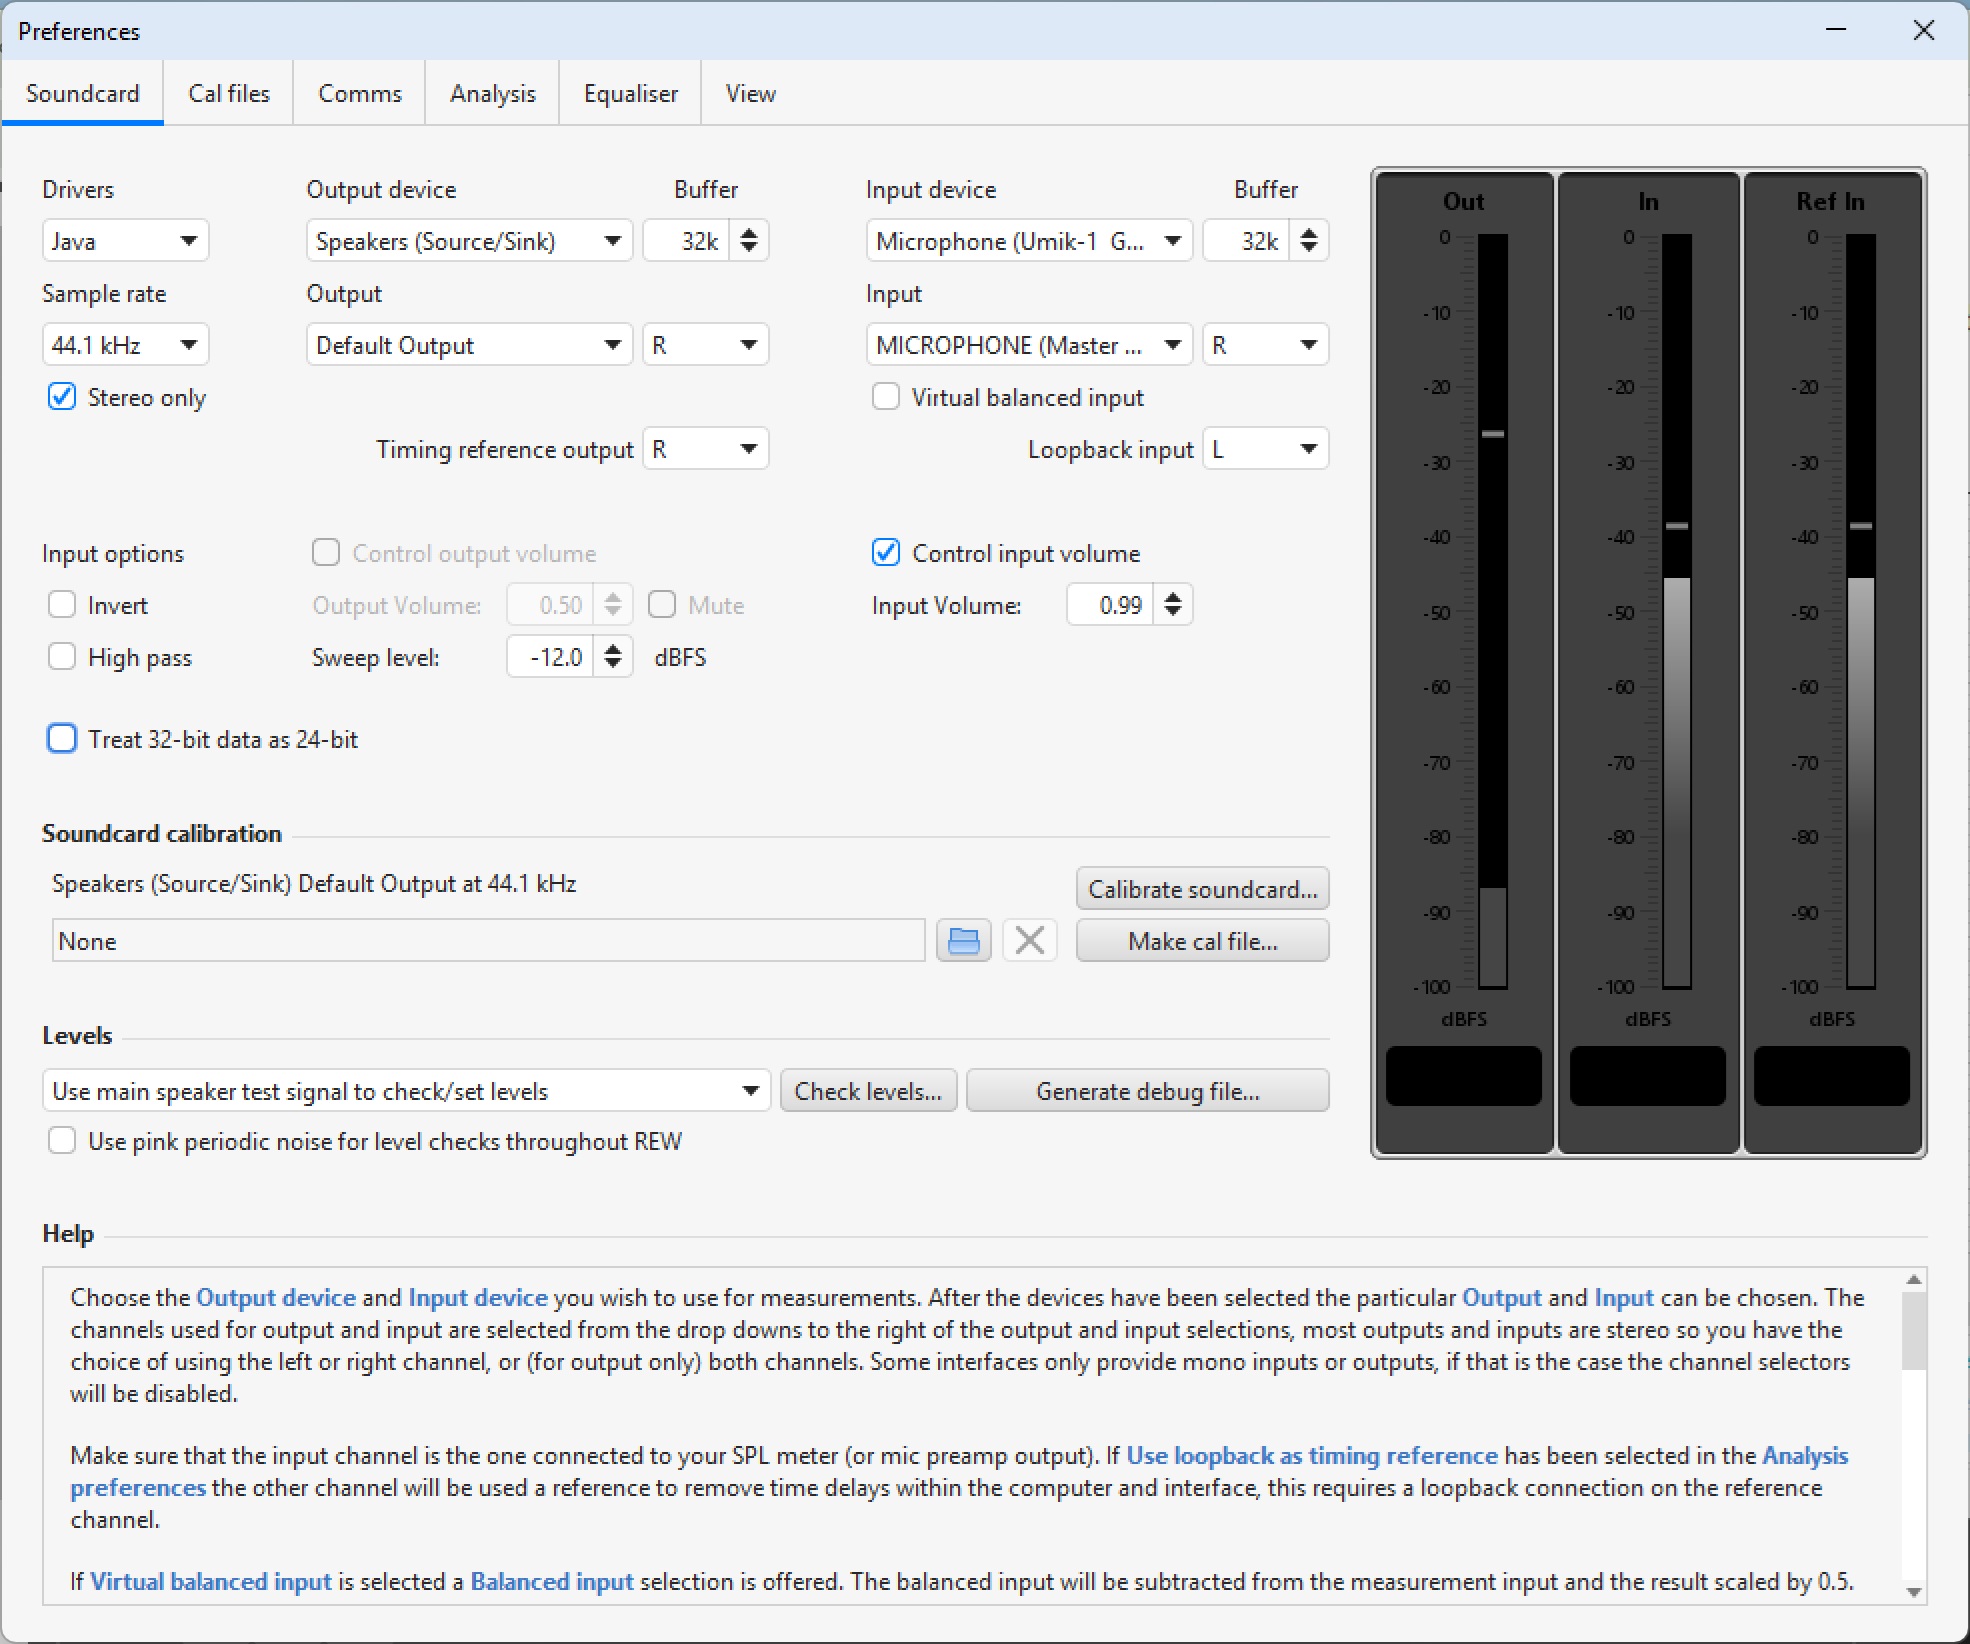 Preferences
Soundcard
Cal files
Comms
Analysis
Equaliser
View
Drivers
Output device
Buffer
Input device
Buffer
Java
Speakers (Source/Sink)
32k
Microphone (Umik-1  G...
32k
Sample rate
Output
Input
44.1 kHz
Default Output
R
MICROPHONE (Master ...
R
Stereo only
Virtual balanced input
Timing reference output
R
Loopback input
L
Input options
Control output volume
Control input volume
Invert
Output Volume:
0.50
Mute
Input Volume:
0.99
High pass
Sweep level:
-12.0
dBFS
Treat 32-bit data as 24-bit
Soundcard calibration
Speakers (Source/Sink) Default Output at 44.1 kHz
Calibrate soundcard...
None
Make cal file...
Levels
Use main speaker test signal to check/set levels
Check levels...
Generate debug file...
Use pink periodic noise for level checks throughout REW
Out
0
-10
-20
-30
-40
-50
-60
-70
-80
-90
-100
dBFS
In
0
-10
-20
-30
-40
-50
-60
-70
-80
-90
-100
dBFS
Ref In
0
-10
-20
-30
-40
-50
-60
-70
-80
-90
-100
dBFS
Help
Choose the Output device and Input device you wish to use for measurements. After the devices have been selected the particular Output and Input can be chosen. The
channels used for output and input are selected from the drop downs to the right of the output and input selections, most outputs and inputs are stereo so you have the
choice of using the left or right channel, or (for output only) both channels. Some interfaces only provide mono inputs or outputs, if that is the case the channel selectors
will be disabled.
Make sure that the input channel is the one connected to your SPL meter (or mic preamp output). If Use loopback as timing reference has been selected in the Analysis
preferences the other channel will be used a reference to remove time delays within the computer and interface, this requires a loopback connection on the reference
channel.
If Virtual balanced input is selected a Balanced input selection is offered. The balanced input will be subtracted from the measurement input and the result scaled by 0.5.